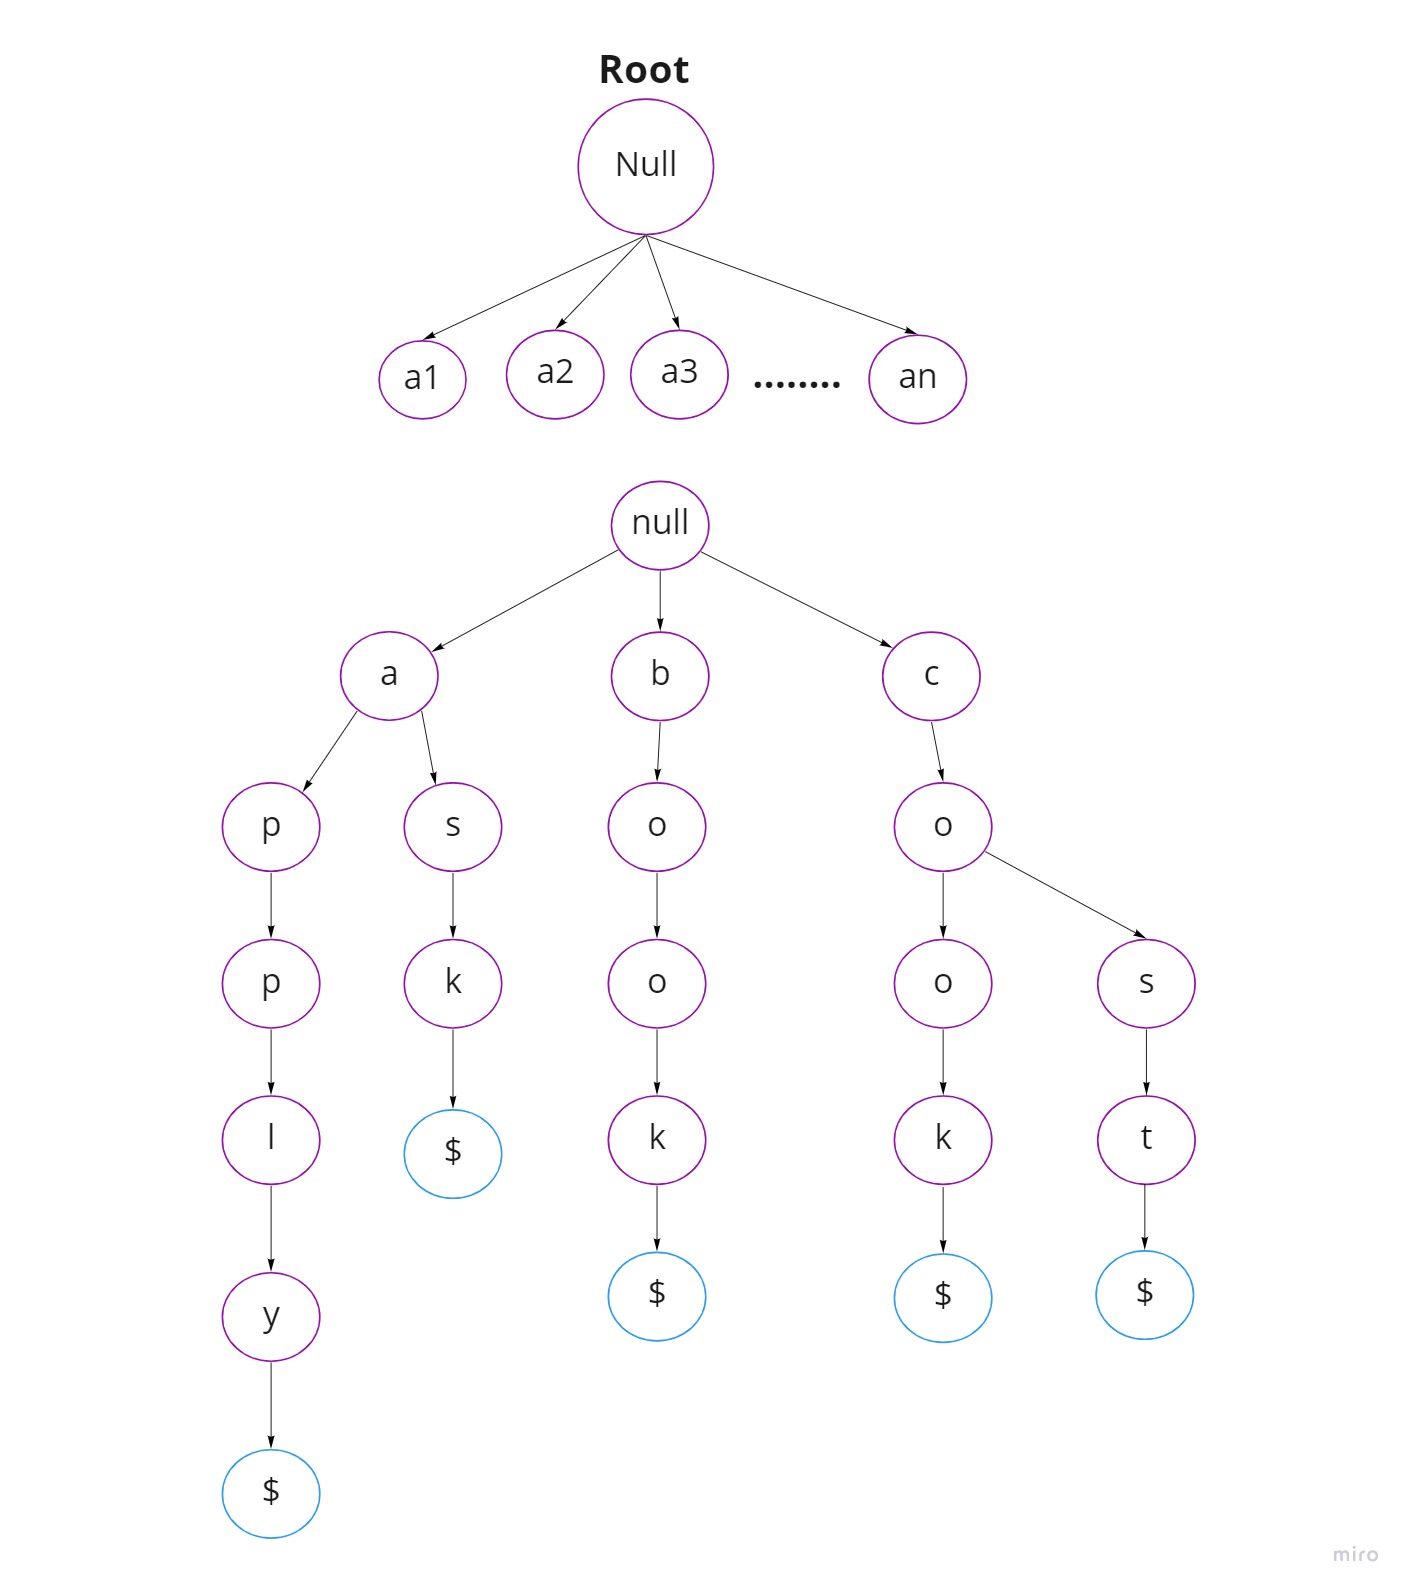 Root
Null
a1 a2 a3 ........ an
null
a b c
p s o o
p k o o s
l $ k k t
y $ $ $
$
miro